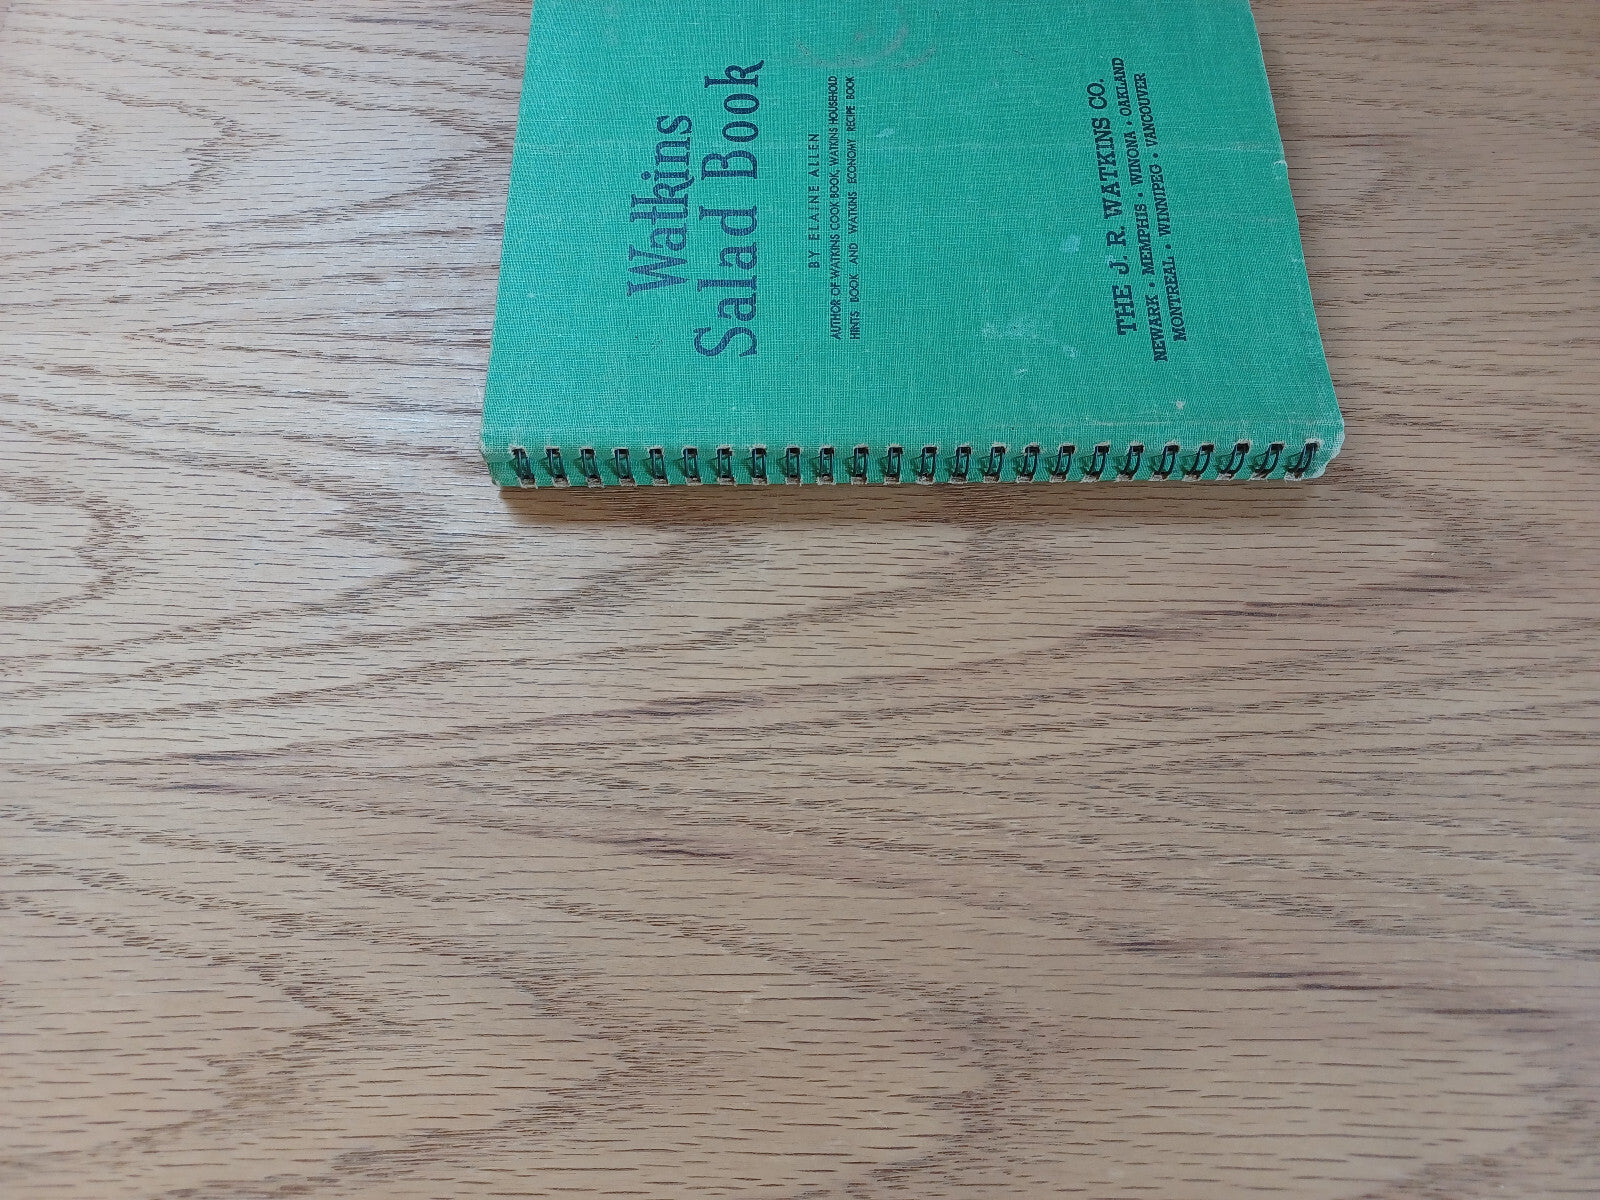 Watkins
Salad Book
BY ELAINE ALLEN
AUTHOR OF WATKINS COOK BOOK, WATKINS HOUSEHOLD
HINTS BOOK AND WATKINS ECONOMY RECIPE BOOK
THE J. R. WATKINS CO.
NEWARK • MEMPHIS • WINONA • OAKLAND
MONTREAL • WINNIPEG • VANCOUVER